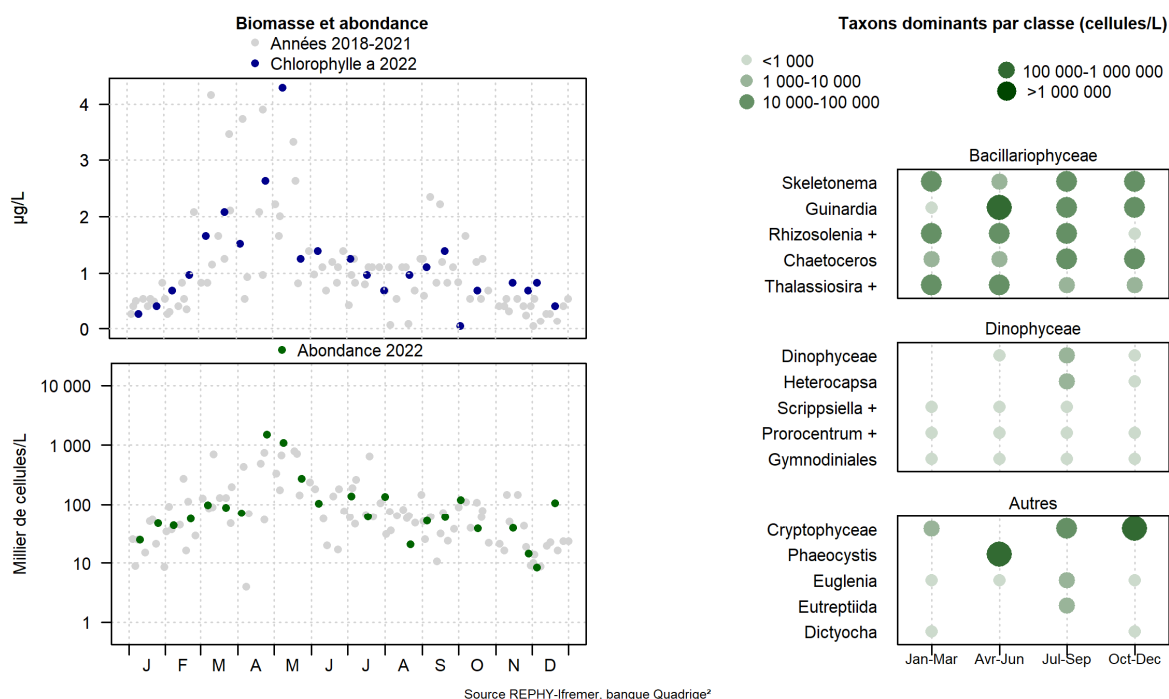 Biomasse et abondance
Années 2018-2021
Chlorophylle a 2022
µg/L
4
3
2
1
0
Abondance 2022
Millier de cellules/L
10 000
1 000
100
10
1
J F M A M J J A S O N D
Taxons dominants par classe (cellules/L)
<1 000
1 000-10 000
10 000-100 000
100 000-1 000 000
>1 000 000
Bacillariophyceae
Skeletonema
Guinardia
Rhizosolenia +
Chaetoceros
Thalassiosira +
Dinophyceae
Dinophyceae
Heterocapsa
Scrippsiella +
Prorocentrum +
Gymnodiniales
Autres
Cryptophyceae
Phaeocystis
Euglenia
Eutreptiida
Dictyocha
Jan-Mar Avr-Jun Jul-Sep Oct-Dec
Source REPHY-Ifremer, banque Quadrige²